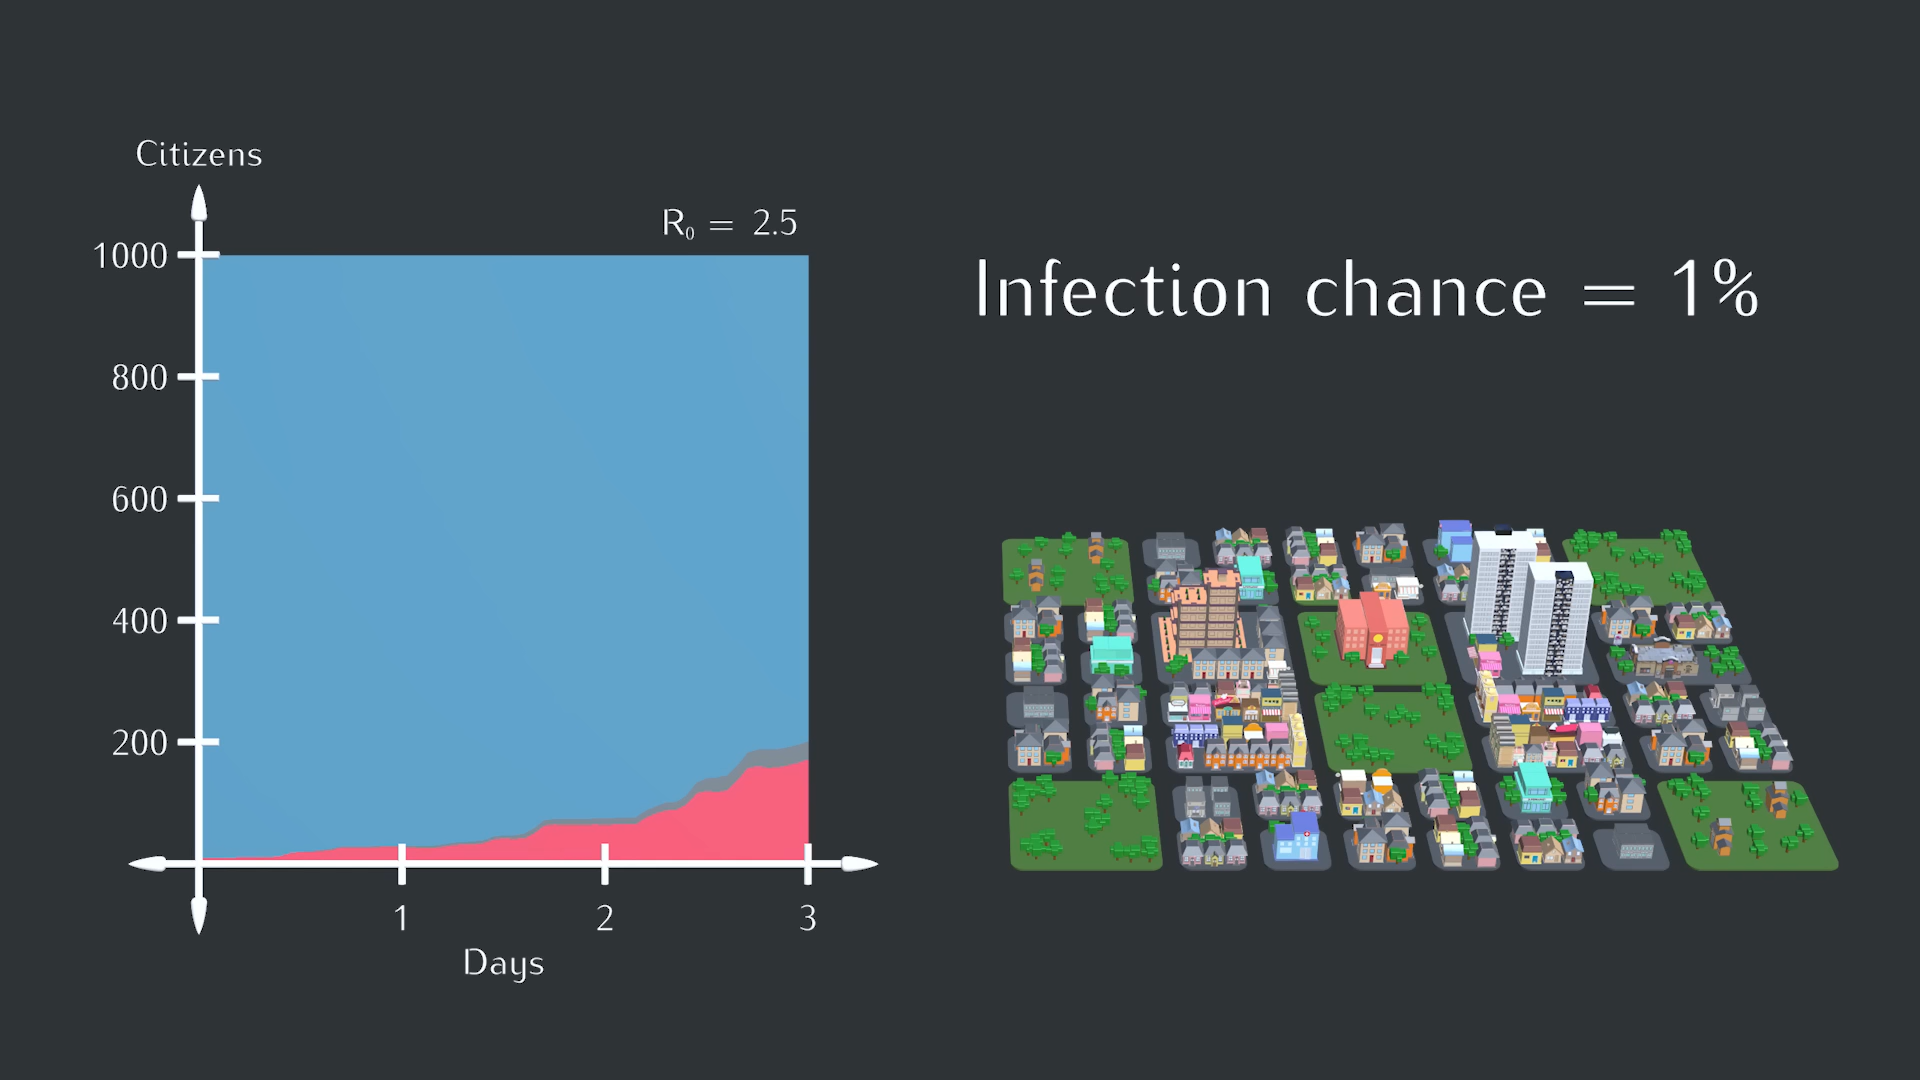 Citizens
R₀ = 2.5
1000
800
600
400
200
1
2
3
Days
Infection chance = 1%